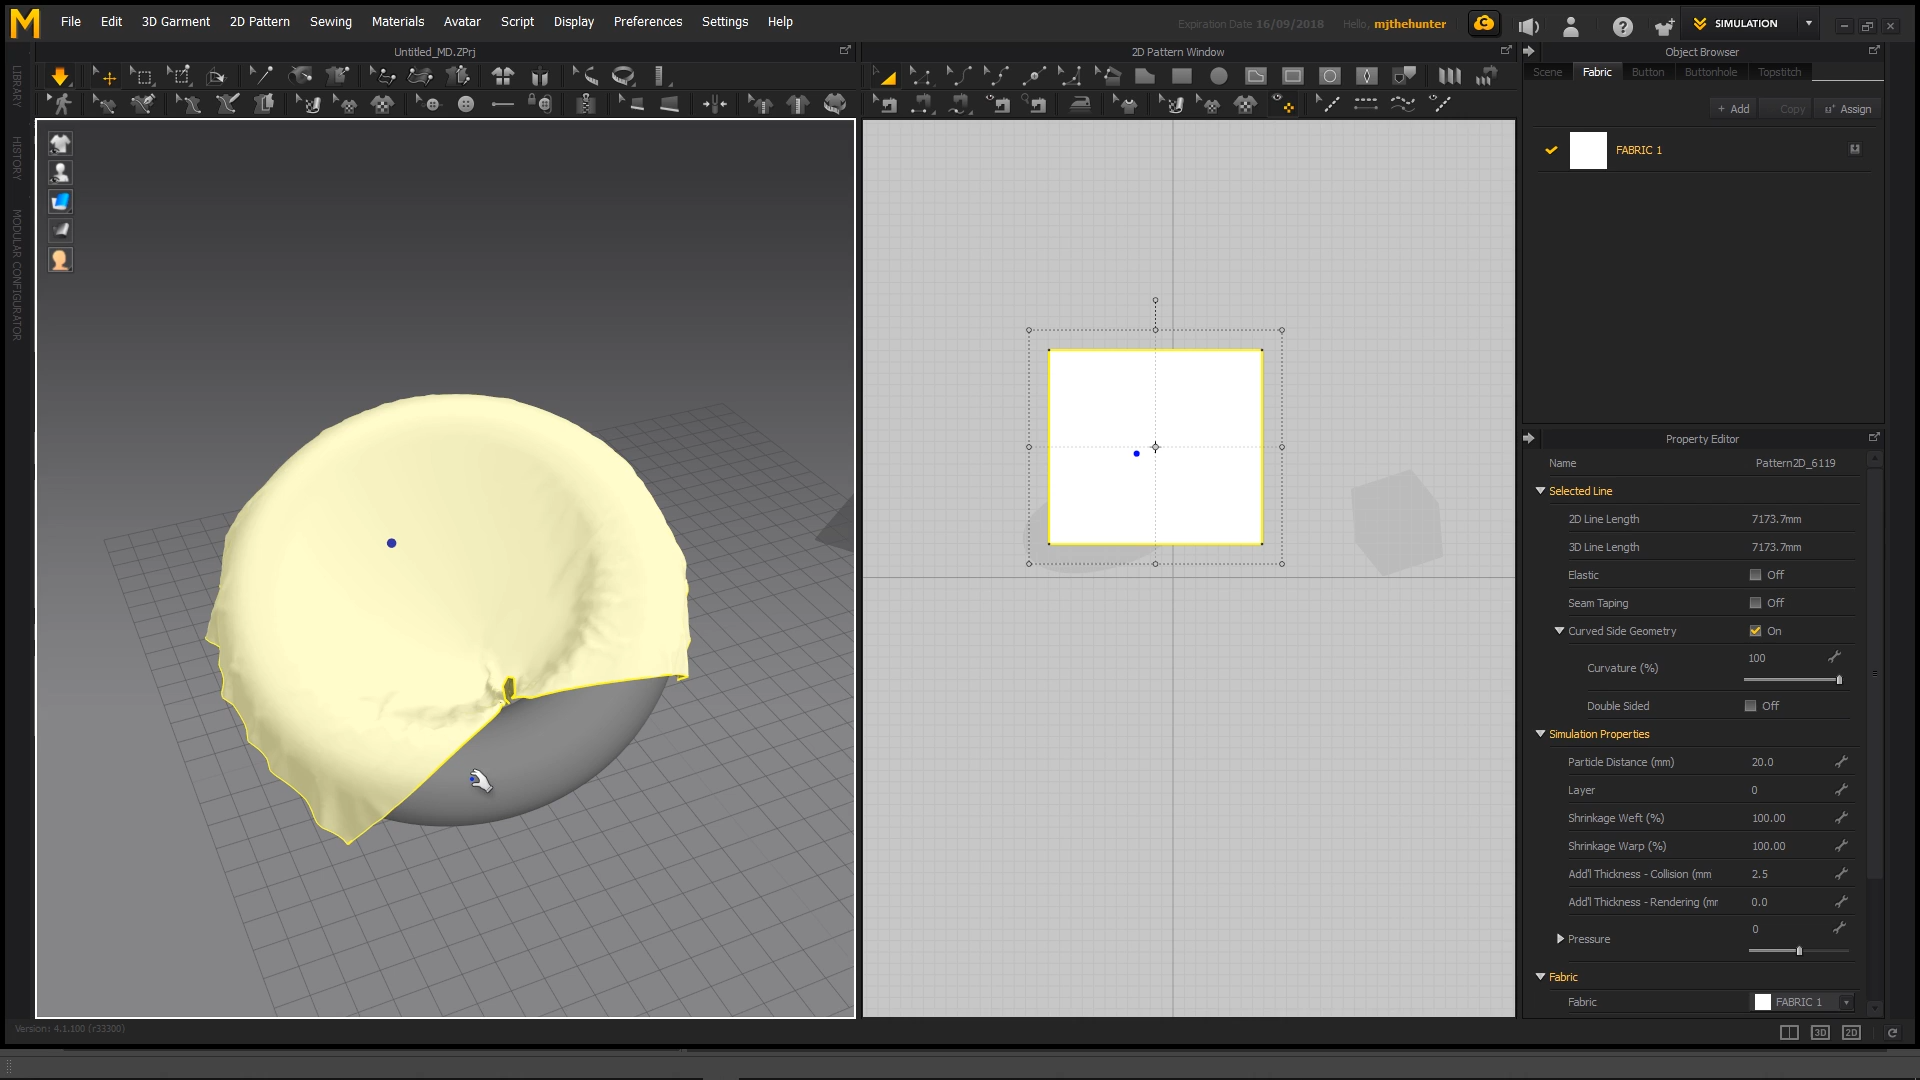 M File Edit 3D Garment 2D Pattern Sewing Materials Avatar Script Display Preferences Settings Help
Expiration Date 16/09/2018 Hello, mjthehunter C ? SIMULATION
Untitled_MD.ZPrj
2D Pattern Window
Object Browser
Scene Fabric Button Buttonhole Topstitch
+ Add Copy Assign
FABRIC 1
LIBRARY
HISTORY
MODULAR CONFIGURATOR
Property Editor
Name Pattern2D_6119
Selected Line
2D Line Length 7173.7mm
3D Line Length 7173.7mm
Elastic Off
Seam Taping Off
Curved Side Geometry On
Curvature (%) 100
Double Sided Off
Simulation Properties
Particle Distance (mm) 20.0
Layer 0
Shrinkage Weft (%) 100.00
Shrinkage Warp (%) 100.00
Add'l Thickness - Collision (mm 2.5
Add'l Thickness - Rendering (mr 0.0
Pressure 0
Fabric
Fabric FABRIC 1
Version: 4.1.100 (r33300)
3D 2D